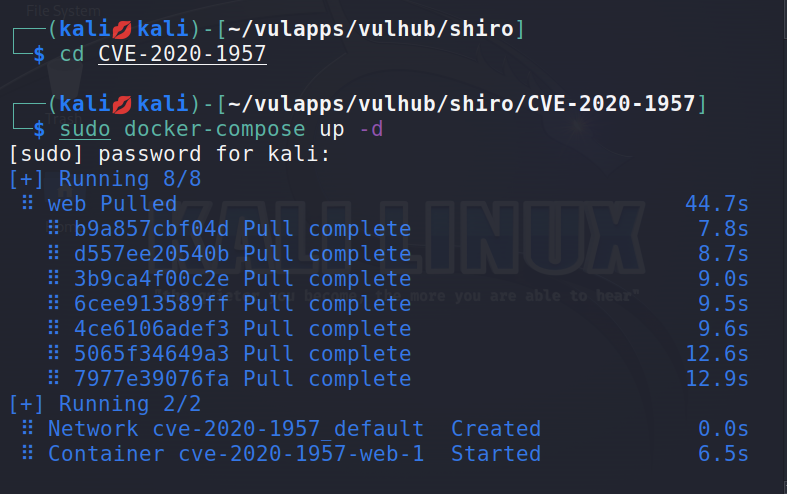 File System
┌──(kali💋kali)-[~/vulapps/vulhub/shiro]
└─$ cd CVE-2020-1957
┌──(kali💋kali)-[~/vulapps/vulhub/shiro/CVE-2020-1957]
Trash
└─$ sudo docker-compose up -d
[sudo] password for kali:
[+] Running 8/8
⠿ web Pulled 44.7s
⠿ b9a857cbf04d Pull complete 7.8s
⠿ d557ee20540b Pull complete 8.7s
KALI LINUX
⠿ 3b9ca4f00c2e Pull complete 9.0s
⠿ 6cee913589ff Pull complete 9.5s
the more you are able to hear"
⠿ 4ce6106adef3 Pull complete 9.6s
⠿ 5065f34649a3 Pull complete 12.6s
⠿ 7977e39076fa Pull complete 12.9s
[+] Running 2/2
⠿ Network cve-2020-1957_default Created 0.0s
⠿ Container cve-2020-1957-web-1 Started 6.5s